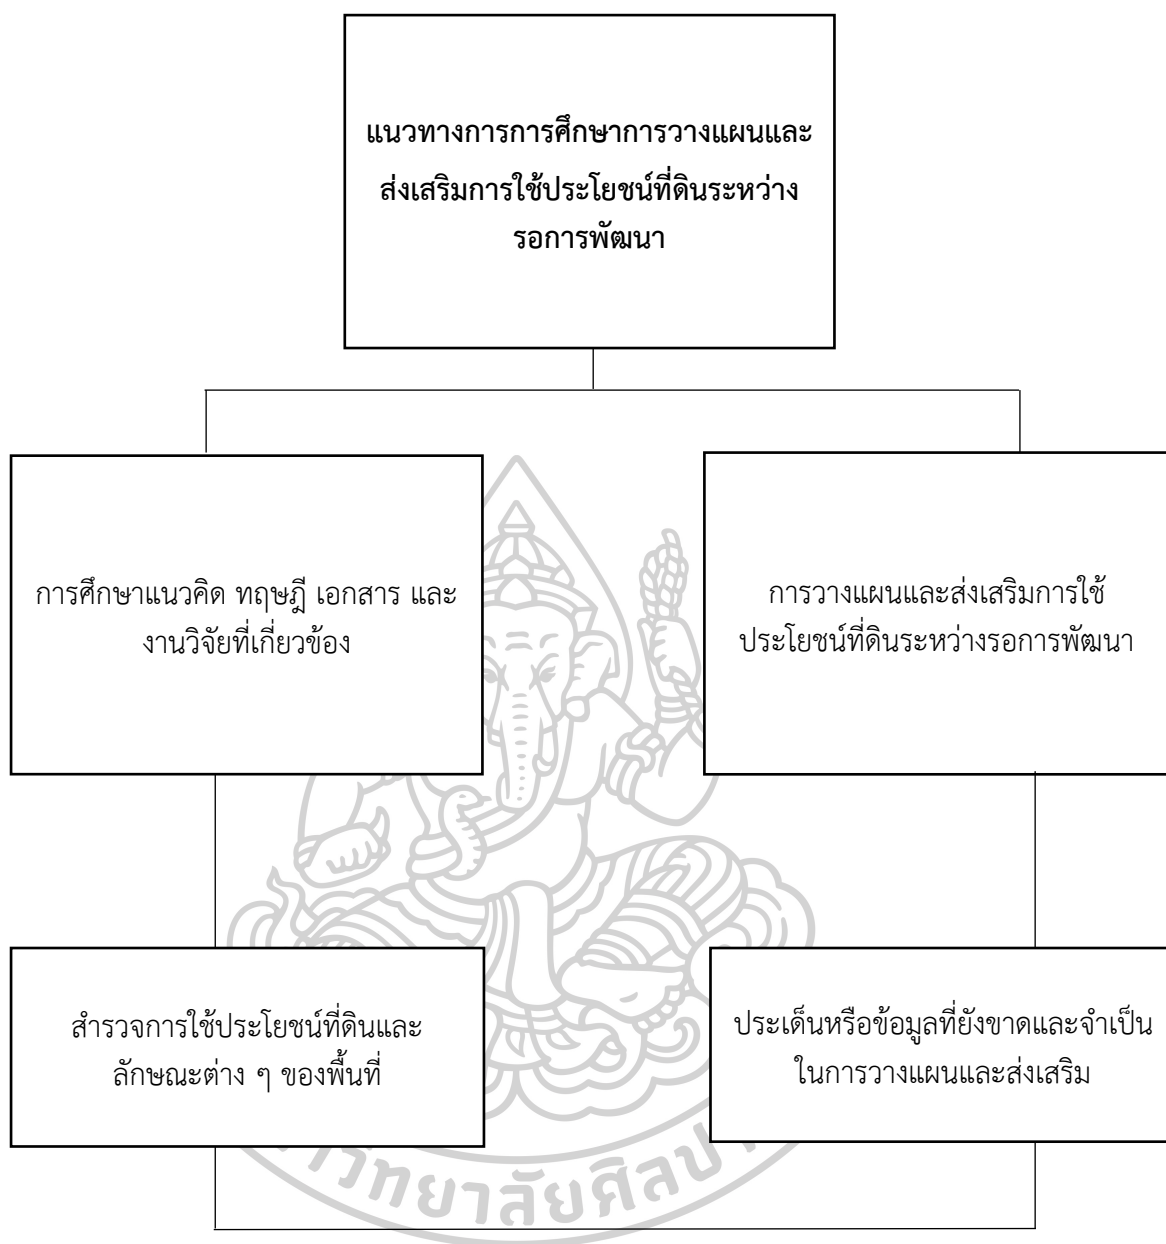 แนวทางการการศึกษาการวางแผนและ
ส่งเสริมการใช้ประโยชน์ที่ดินระหว่าง
รอการพัฒนา
การศึกษาแนวคิด ทฤษฎี เอกสาร และ
งานวิจัยที่เกี่ยวข้อง
การวางแผนและส่งเสริมการใช้
ประโยชน์ที่ดินระหว่างรอการพัฒนา
สำรวจการใช้ประโยชน์ที่ดินและ
ลักษณะต่าง ๆ ของพื้นที่
ประเด็นหรือข้อมูลที่ยังขาดและจำเป็น
ในการวางแผนและส่งเสริม
วิทยาลัยศิลป